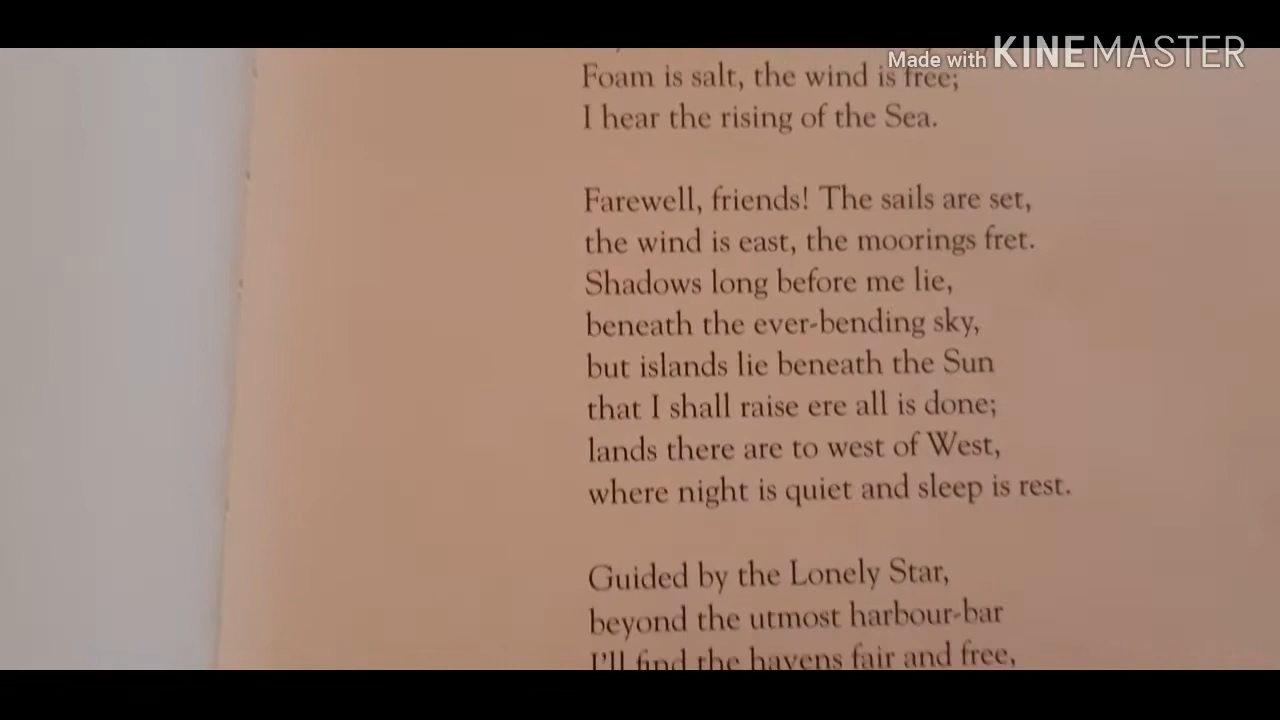 Made with KINEMASTER
Foam is salt, the wind is free;
I hear the rising of the Sea.
Farewell, friends! The sails are set,
the wind is east, the moorings fret.
Shadows long before me lie,
beneath the ever-bending sky,
but islands lie beneath the Sun
that I shall raise ere all is done;
lands there are to west of West,
where night is quiet and sleep is rest.
Guided by the Lonely Star,
beyond the utmost harbour-bar
I'll find the havens fair and free,